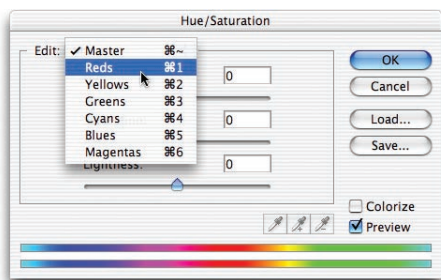 Hue/Saturation
Edit: ✓ Master ⌘~
Reds ⌘1
Yellows ⌘2
Greens ⌘3
Cyans ⌘4
Blues ⌘5
Magentas ⌘6
0
0
Lightness: 0
OK
Cancel
Load...
Save...
Colorize
Preview